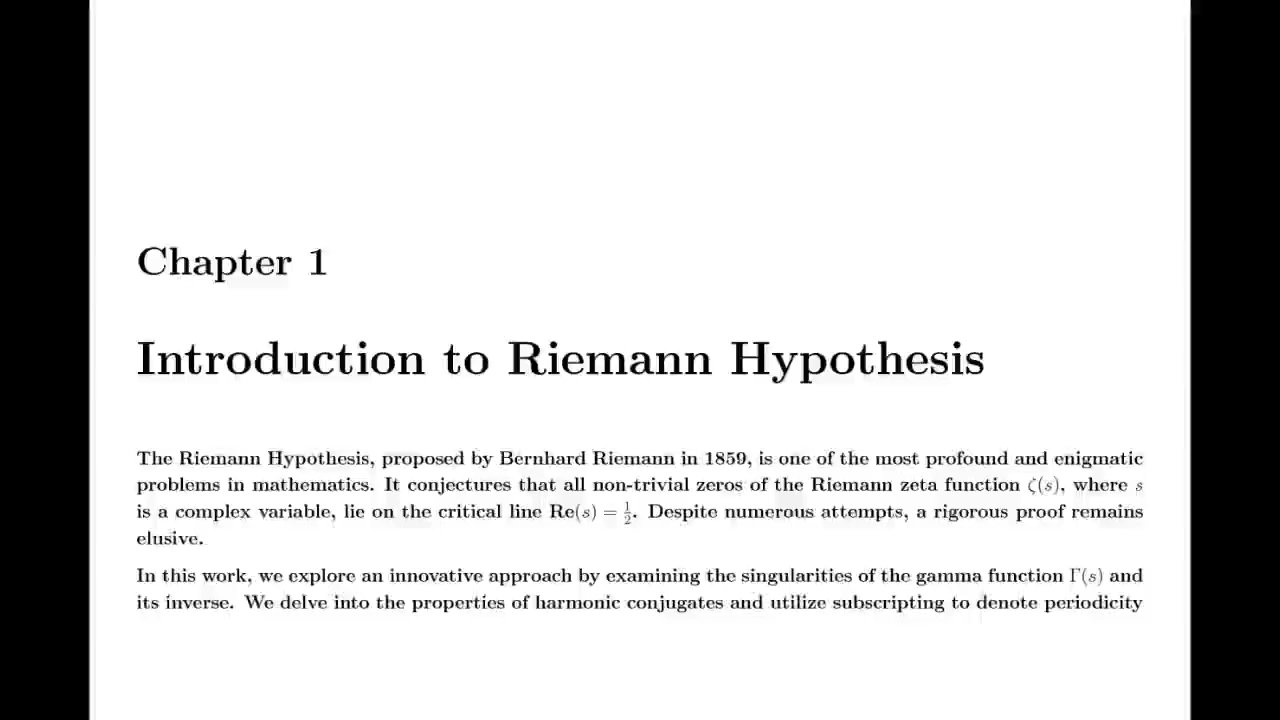 Chapter 1
Introduction to Riemann Hypothesis
The Riemann Hypothesis, proposed by Bernhard Riemann in 1859, is one of the most profound and enigmatic
problems in mathematics. It conjectures that all non-trivial zeros of the Riemann zeta function ζ(s), where s
is a complex variable, lie on the critical line Re(s) = 1/2. Despite numerous attempts, a rigorous proof remains
elusive.
In this work, we explore an innovative approach by examining the singularities of the gamma function Γ(s) and
its inverse. We delve into the properties of harmonic conjugates and utilize subscripting to denote periodicity